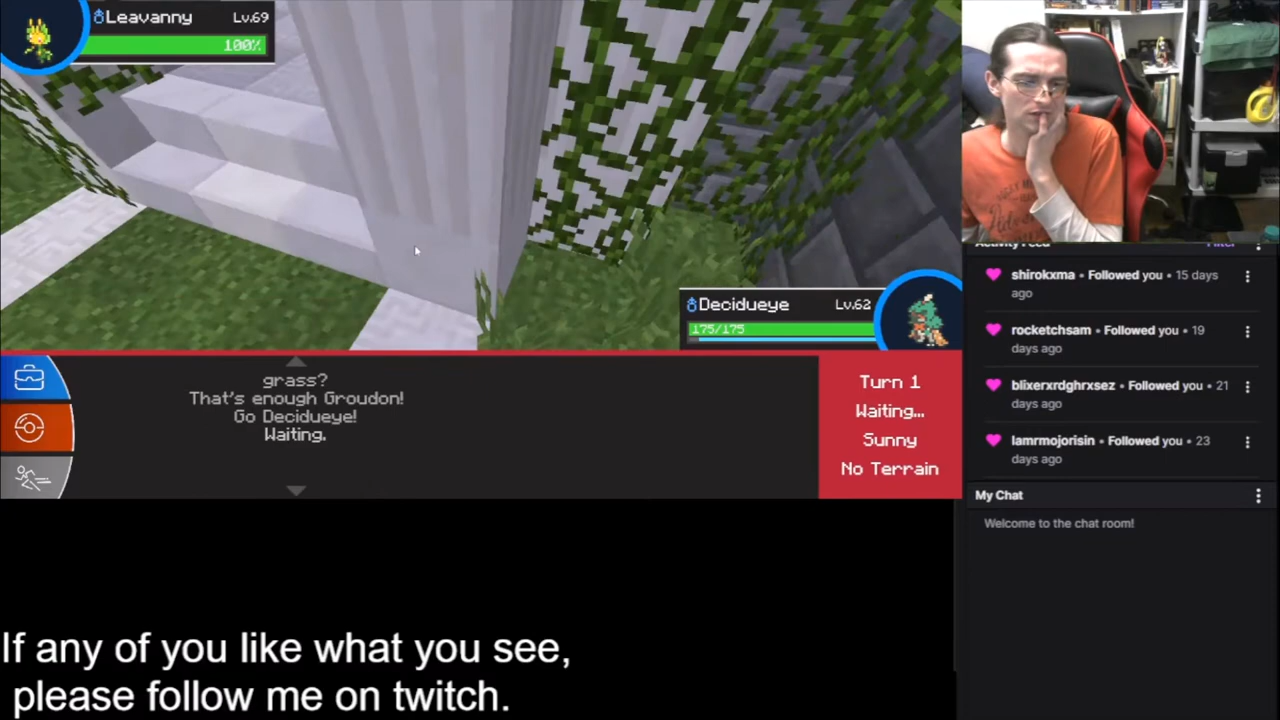 Leavanny Lv.69
100%
Decidueye Lv.62
175/175
grass?
That's enough Groudon!
Go Decidueye!
Waiting.
Turn 1
Waiting...
Sunny
No Terrain
Activity Feed Filter
shirokxma • Followed you • 15 days
ago
rocketchsam • Followed you • 19
days ago
blixerxrdghrxsez • Followed you • 21
days ago
lamrmojorisin • Followed you • 23
days ago
My Chat
Welcome to the chat room!
If any of you like what you see,
please follow me on twitch.